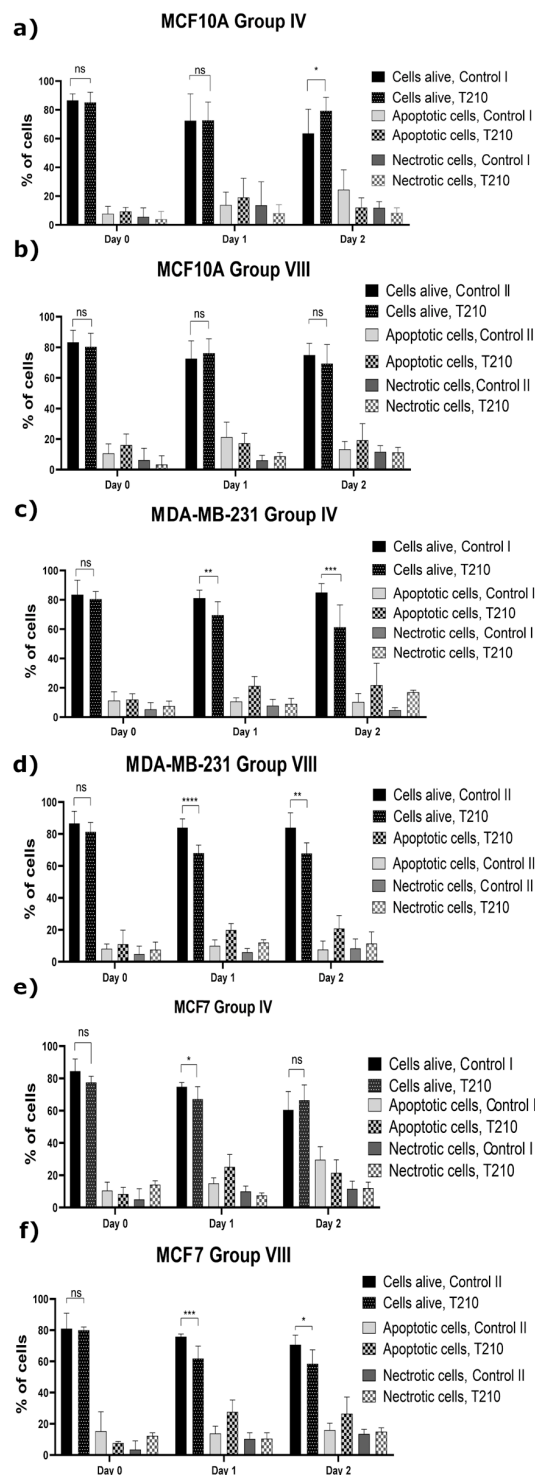 a)
MCF10A Group IV
% of cells
100
80
60
40
20
0
ns
ns
*
Day 0
Day 1
Day 2
Cells alive, Control I
Cells alive, T210
Apoptotic cells, Control I
Apoptotic cells, T210
Nectrotic cells, Control I
Nectrotic cells, T210
b)
MCF10A Group VIII
% of cells
100
80
60
40
20
0
ns
ns
ns
Day 0
Day 1
Day 2
Cells alive, Control II
Cells alive, T210
Apoptotic cells, Control II
Apoptotic cells, T210
Nectrotic cells, Control II
Nectrotic cells, T210
c)
MDA-MB-231 Group IV
% of cells
100
80
60
40
20
0
ns
**
***
Day 0
Day 1
Day 2
Cells alive, Control I
Cells alive, T210
Apoptotic cells, Control I
Apoptotic cells, T210
Nectrotic cells, Control I
Nectrotic cells, T210
d)
MDA-MB-231 Group VIII
% of cells
100
80
60
40
20
0
ns
****
**
Day 0
Day 1
Day 2
Cells alive, Control II
Cells alive, T210
Apoptotic cells, T210
Apoptotic cells, Control II
Nectrotic cells, Control II
Nectrotic cells, T210
e)
MCF7 Group IV
% of cells
100
80
60
40
20
0
ns
*
ns
Day 0
Day 1
Day 2
Cells alive, Control I
Cells alive, T210
Apoptotic cells, Control I
Apoptotic cells, T210
Nectrotic cells, Control I
Nectrotic cells, T210
f)
MCF7 Group VIII
% of cells
100
80
60
40
20
0
ns
***
*
Day 0
Day 1
Day 2
Cells alive, Control II
Cells alive, T210
Apoptotic cells, Control II
Apoptotic cells, T210
Nectrotic cells, Control II
Nectrotic cells, T210